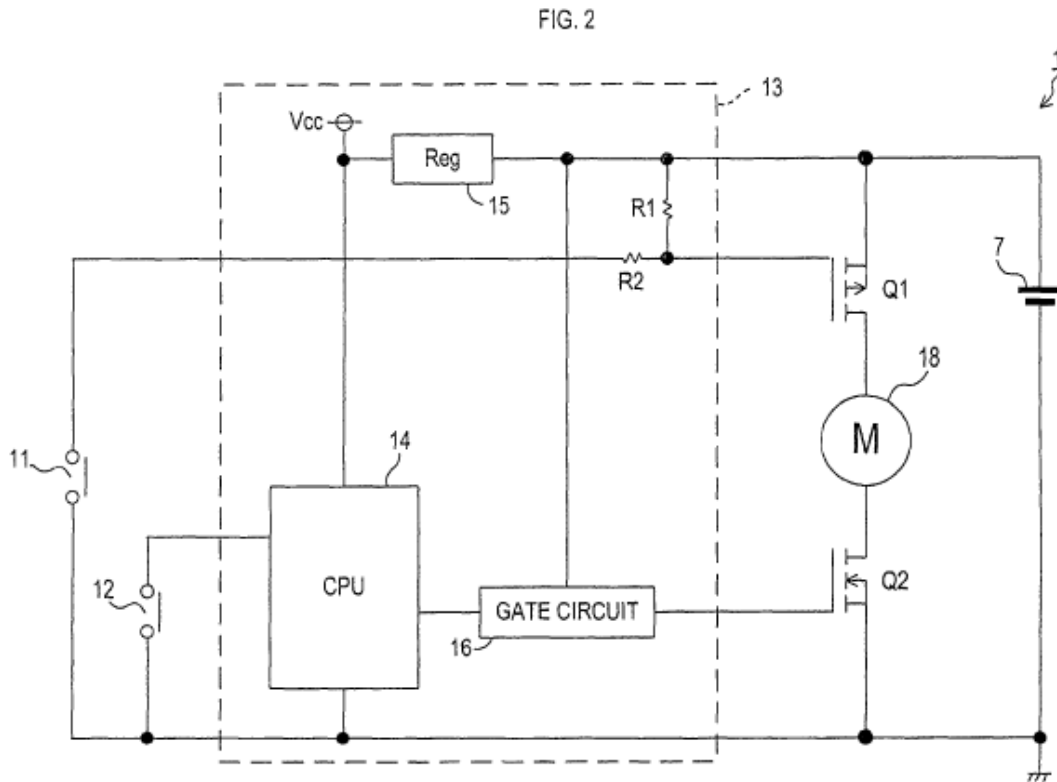 FIG. 2
1
13
Vcc
Reg
15
R1
R2
7
Q1
18
M
11
14
12
CPU
Q2
GATE CIRCUIT
16